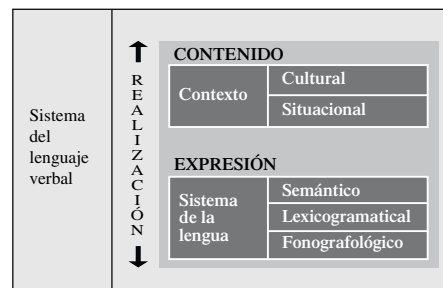 Sistema
del
lenguaje
verbal
REALIZACIÓN
CONTENIDO
Contexto
Cultural
Situacional
EXPRESIÓN
Sistema
de la
lengua
Semántico
Lexicogramatical
Fonografológico